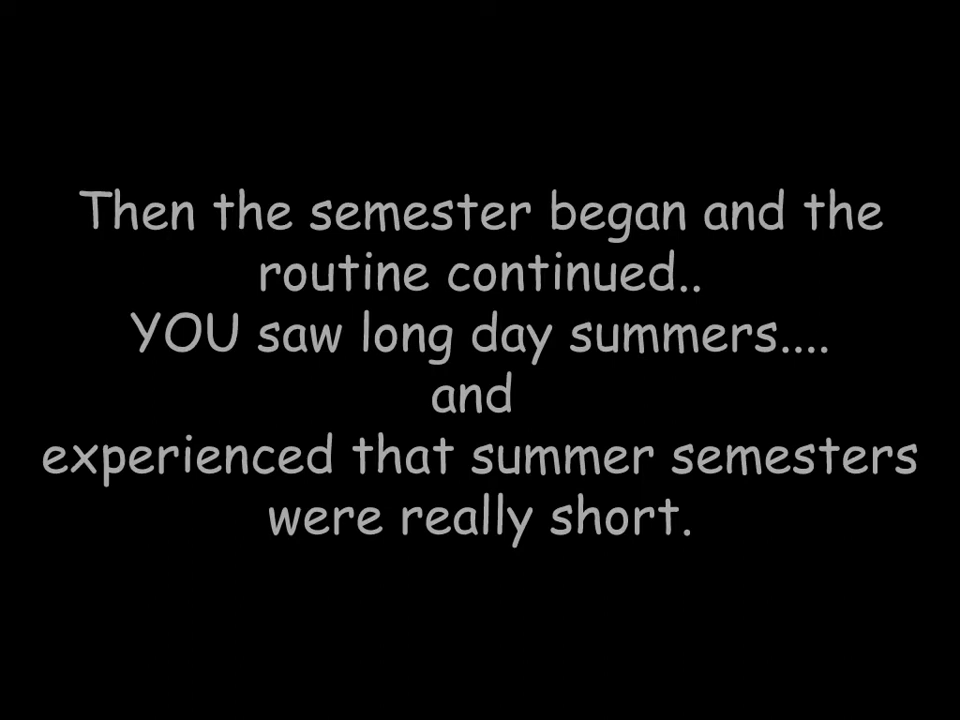 Then the semester began and the
routine continued..
YOU saw long day summers....
and
experienced that summer semesters
were really short.